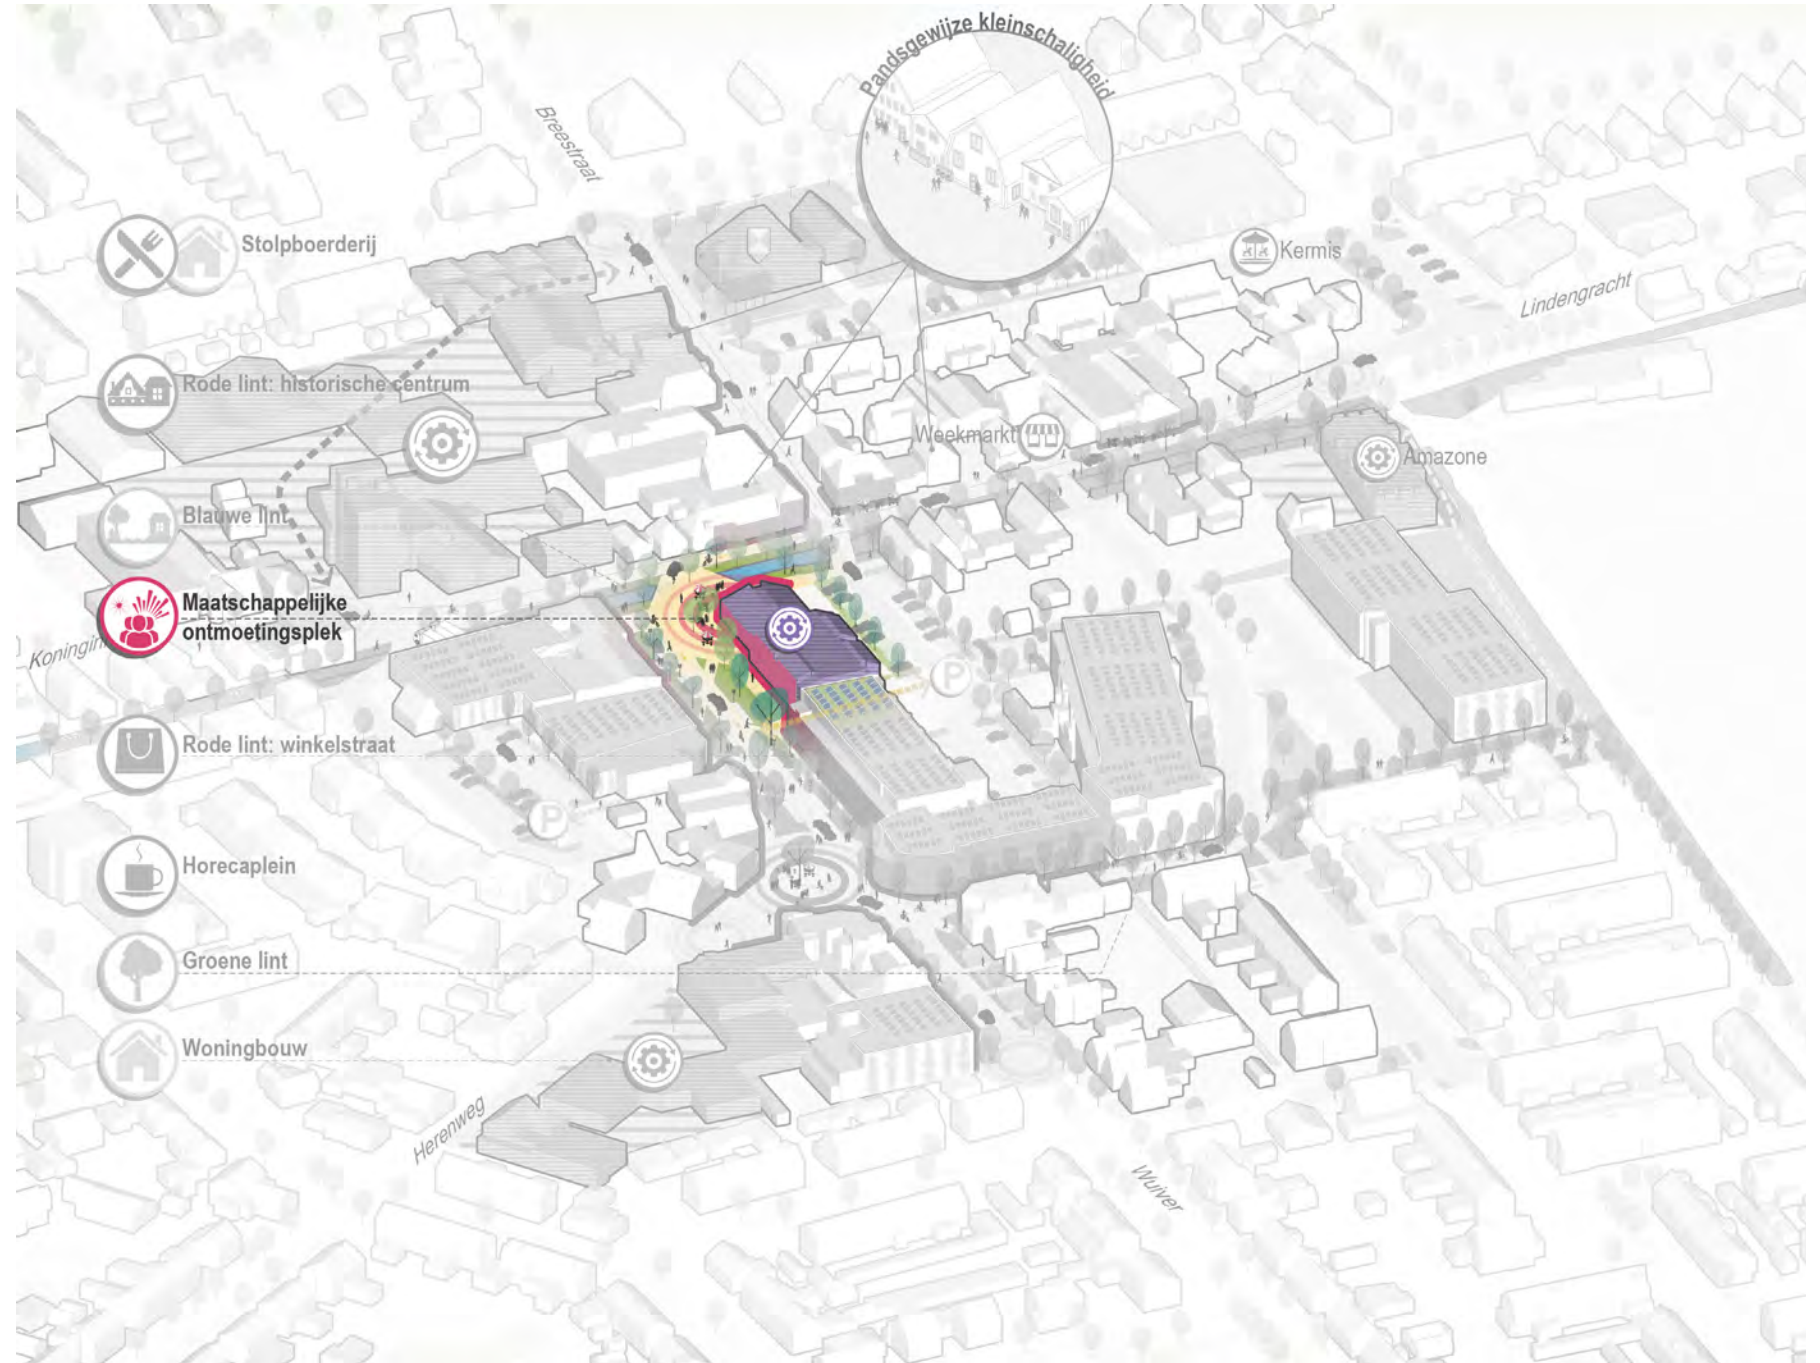 Pandsgewijze kleinschaligheid
Breestraat
Stolpboerderij
Kermis
Lindengracht
Rode lint: historische centrum
Weekmarkt
Amazone
Blauwe lint
Maatschappelijke
ontmoetingsplek
P
Rode lint: winkelstraat
P
Horecaplein
Groene lint
Woningbouw
Herenweg
Wuiver